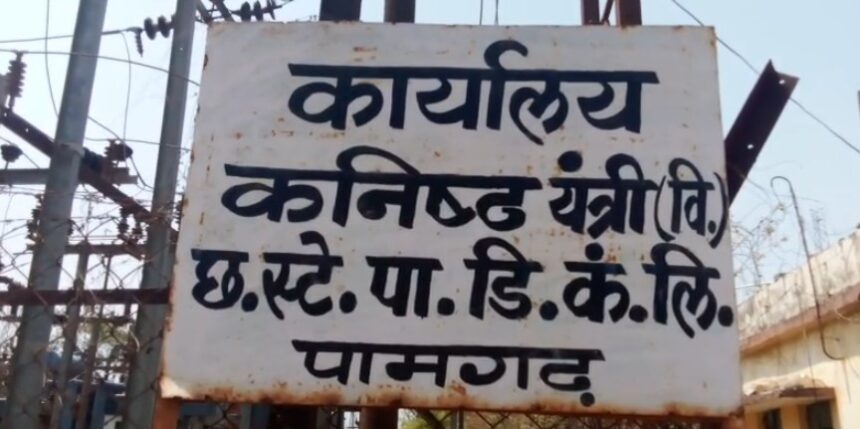 कार्यालय
कनिष्ढ यंत्री(वि.)
छ.स्टे.पा.डि.कं.लि.
पामगढ़